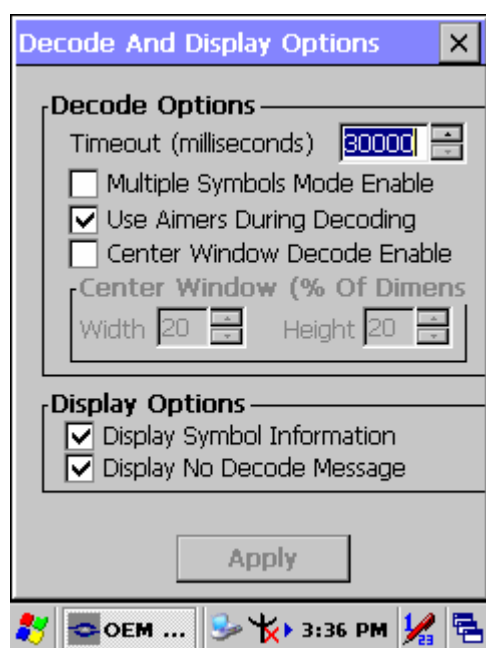 Decode And Display Options
Decode Options
Timeout (milliseconds) 30000
Multiple Symbols Mode Enable
Use Aimers During Decoding
Center Window Decode Enable
Center Window (% Of Dimens
Width 20 Height 20
Display Options
Display Symbol Information
Display No Decode Message
Apply
OEM ... 3:36 PM 1 23